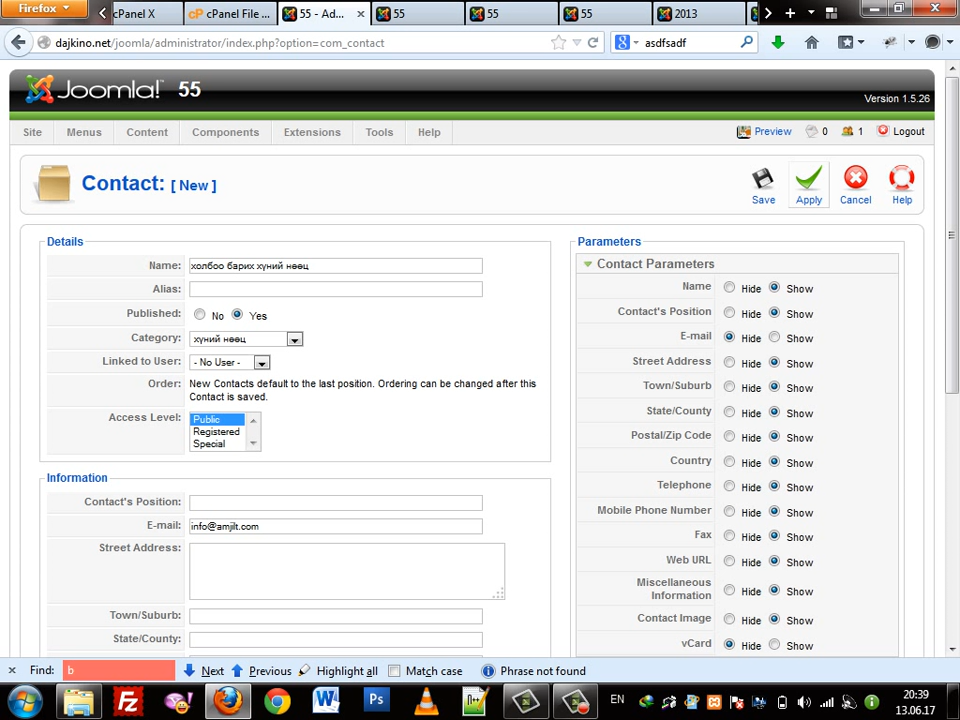 Firefox
cPanel X
cP cPanel File ...
55 - Ad...
55
55
55
2013
dajkino.net/joomla/administrator/index.php?option=com_contact
asdfsadf
Joomla! 55
Version 1.5.26
Site Menus Content Components Extensions Tools Help
Preview 0 1 Logout
Contact: [ New ]
Save Apply Cancel Help
Details
Name: холбоо барих хүний нөөц
Alias:
Published: No Yes
Category: хүний нөөц
Linked to User: - No User -
Order: New Contacts default to the last position. Ordering can be changed after this
Contact is saved.
Access Level: Public
Registered
Special
Information
Contact's Position:
E-mail: info@amjilt.com
Street Address:
Town/Suburb:
State/County:
Parameters
Contact Parameters
Name Hide Show
Contact's Position Hide Show
E-mail Hide Show
Street Address Hide Show
Town/Suburb Hide Show
State/County Hide Show
Postal/Zip Code Hide Show
Country Hide Show
Telephone Hide Show
Mobile Phone Number Hide Show
Fax Hide Show
Web URL Hide Show
Miscellaneous
Information Hide Show
Contact Image Hide Show
vCard Hide Show
Find: b Next Previous Highlight all Match case Phrase not found
EN
20:39
13.06.17